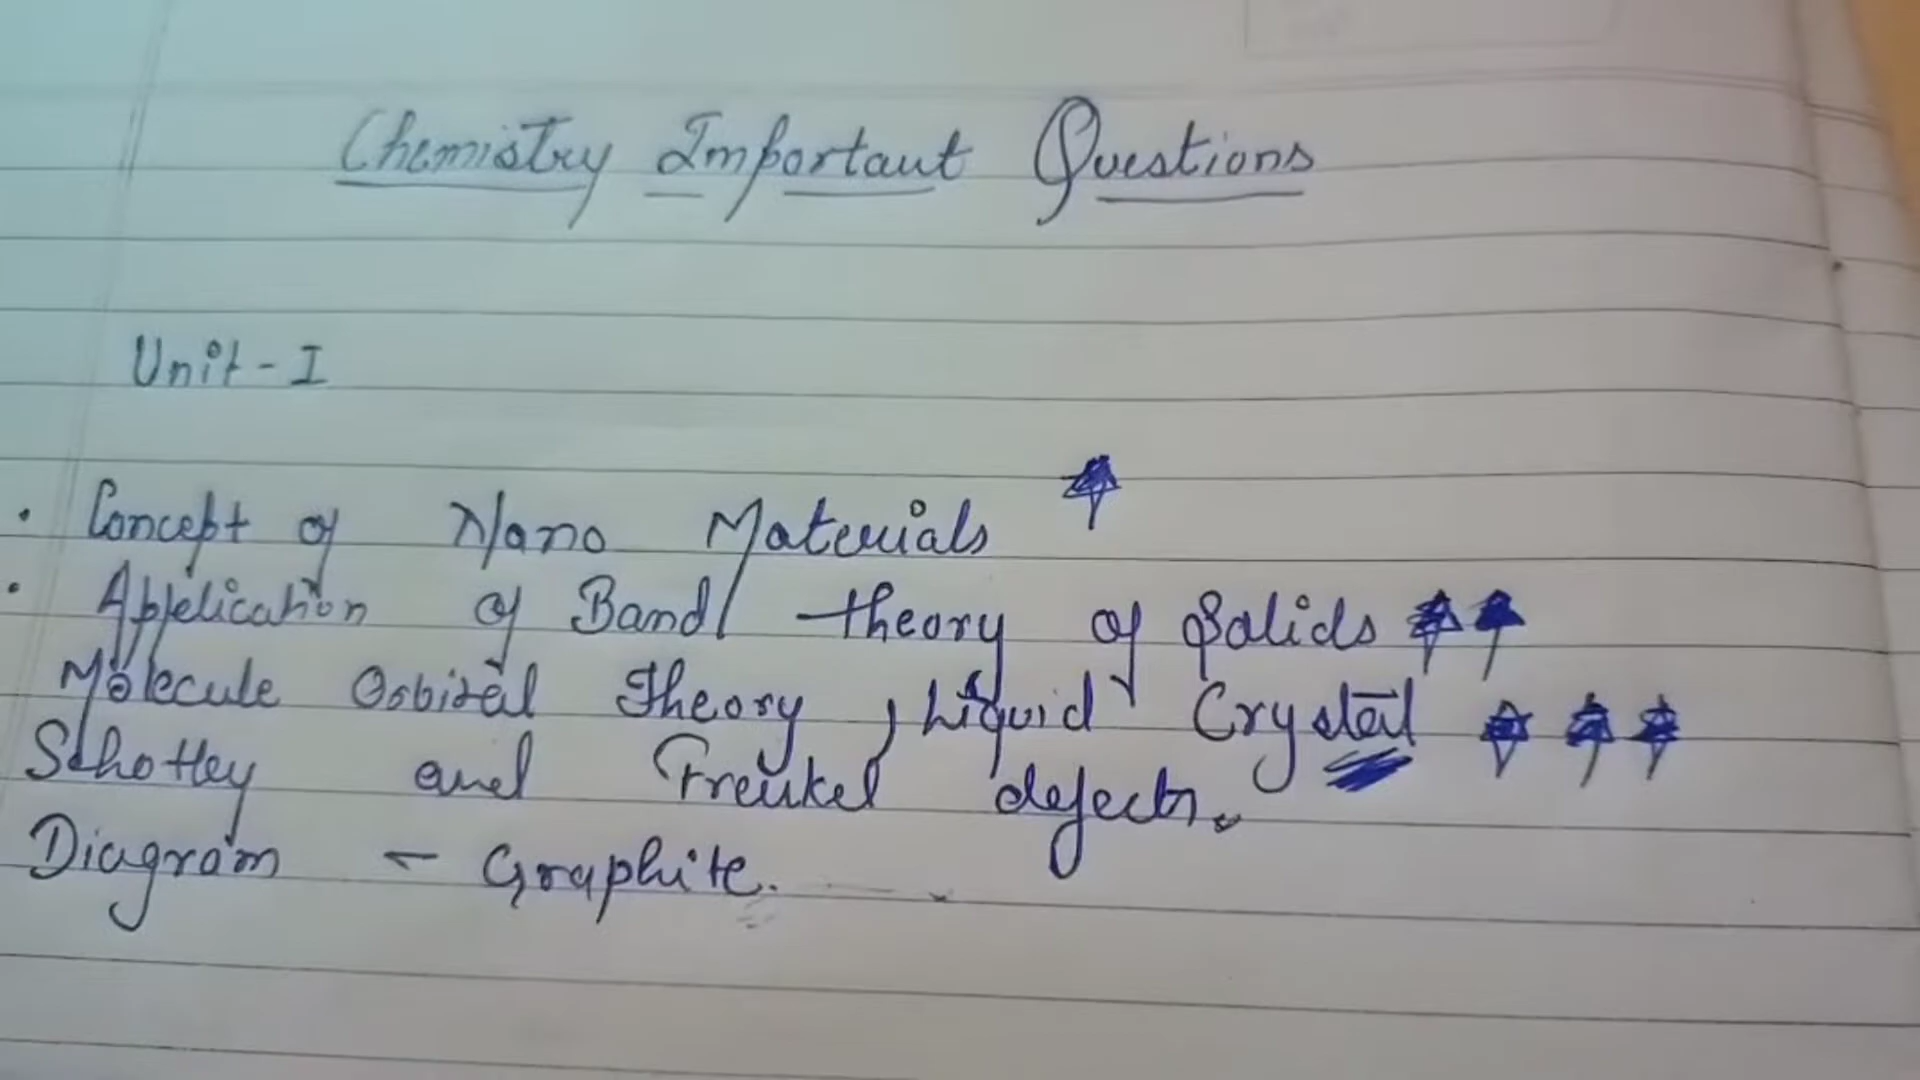 Chemistry Important Questions
Unit-I
• Concept of Nano Materials
• Application of Band theory of Solids
Molecule Orbital Theory, Liquid Crystal
Schottky and Frenkel defects.
Diagram - Graphite.